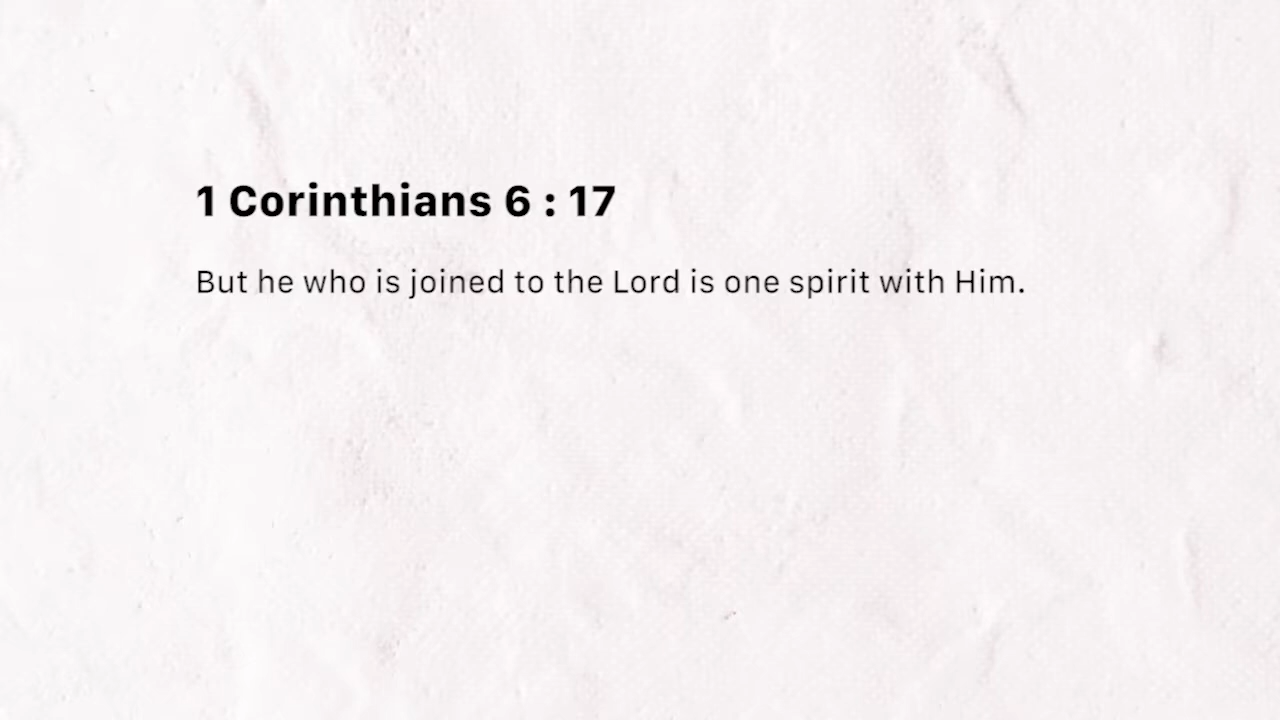 1 Corinthians 6 : 17
But he who is joined to the Lord is one spirit with Him.